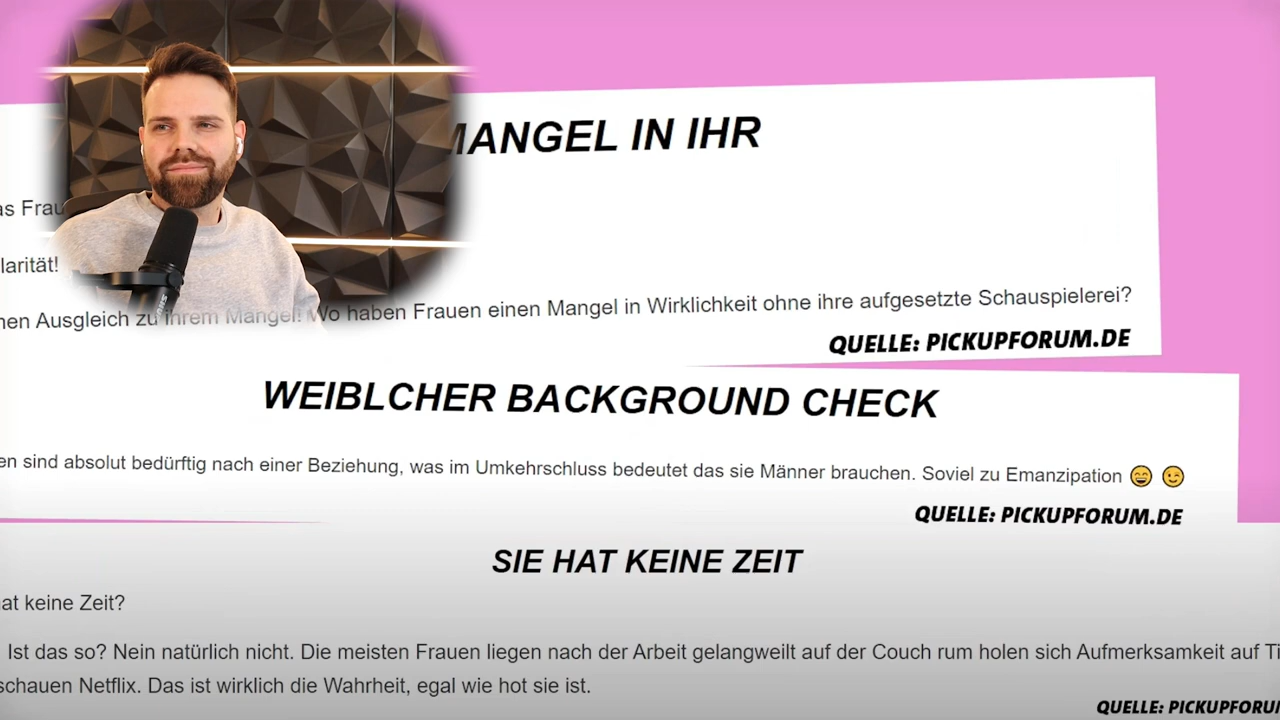 MANGEL IN IHR
as Frau
larität!
nen Ausgleich zu ihrem Mangel! Wo haben Frauen einen Mangel in Wirklichkeit ohne ihre aufgesetzte Schauspielerei?
QUELLE: PICKUPFORUM.DE
WEIBLCHER BACKGROUND CHECK
en sind absolut bedürftig nach einer Beziehung, was im Umkehrschluss bedeutet das sie Männer brauchen. Soviel zu Emanzipation 😄 😉
QUELLE: PICKUPFORUM.DE
SIE HAT KEINE ZEIT
at keine Zeit?
Ist das so? Nein natürlich nicht. Die meisten Frauen liegen nach der Arbeit gelangweilt auf der Couch rum holen sich Aufmerksamkeit auf Ti
schauen Netflix. Das ist wirklich die Wahrheit, egal wie hot sie ist.
QUELLE: PICKUPFORUM